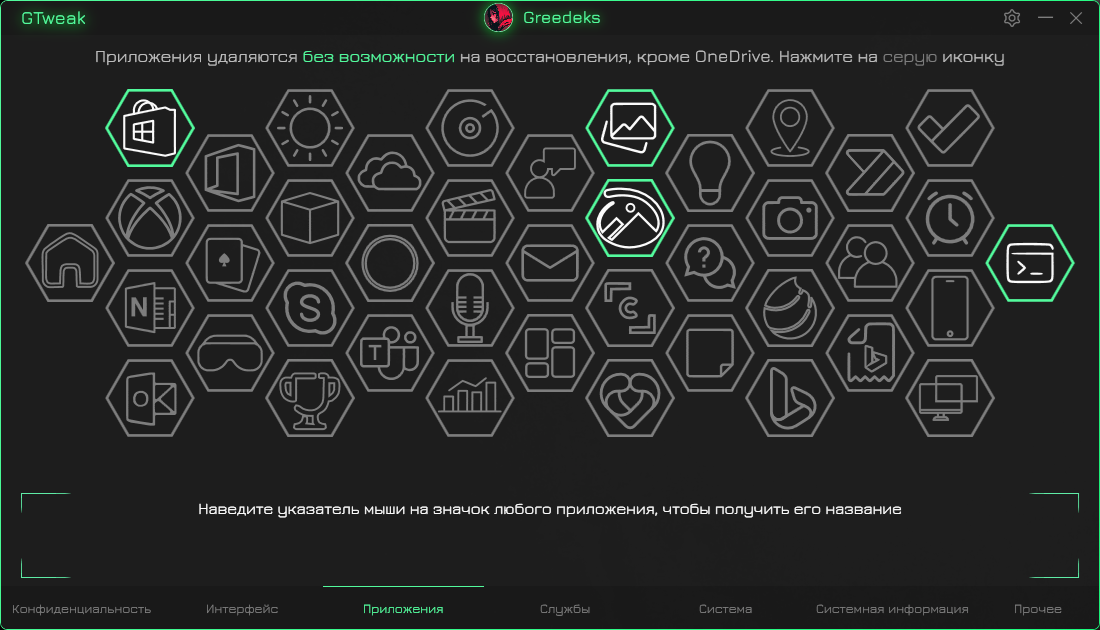 GTweak
Greedeks
Приложения удаляются без возможности на восстановления, кроме OneDrive. Нажмите на серую иконку
N
S
T
Наведите указатель мыши на значок любого приложения, чтобы получить его название
Конфиденциальность
Интерфейс
Приложения
Службы
Система
Системная информация
Прочее